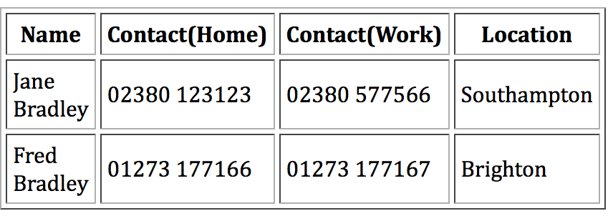 Name Contact(Home) Contact(Work) Location
Jane
Bradley 02380 123123 02380 577566 Southampton
Fred
Bradley 01273 177166 01273 177167 Brighton